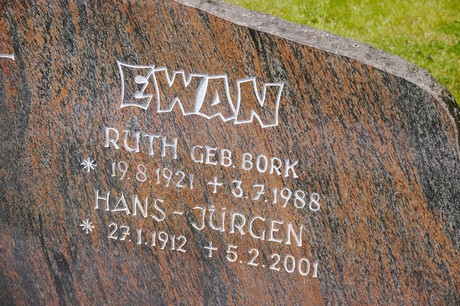 EWAN
RUTH GEB. BORK
* 19.8.1921 + 3.7.1988
HANS - JÜRGEN
* 27.1.1912 + 5.2.2001